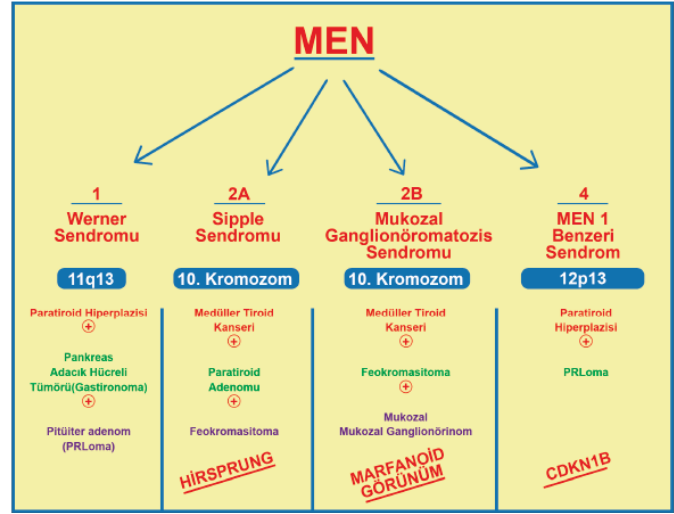 MEN
1
Werner
Sendromu
11q13
Paratiroid Hiperplazisi
+
Pankreas
Adacık Hücreli
Tümörü(Gastironoma)
+
Pitüiter adenom
(PRLoma)
2A
Sipple
Sendromu
10. Kromozom
Medüller Tiroid
Kanseri
+
Paratiroid
Adenomu
+
Feokromasitoma
HİRSPRUNG
2B
Mukozal
Ganglionöromatozis
Sendromu
10. Kromozom
Medüller Tiroid
Kanseri
+
Feokromasitoma
+
Mukozal
Mukozal Ganglionörinom
MARFANOİD
GÖRÜNÜM
4
MEN 1
Benzeri
Sendrom
12p13
Paratiroid
Hiperplazisi
+
PRLoma
CDKN1B